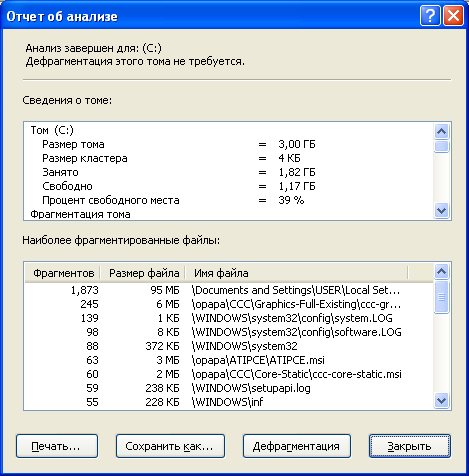 Отчет об анализе
Анализ завершен для: (C:)
Дефрагментация этого тома не требуется.
Сведения о томе:
Том (C:)
Размер тома = 3,00 ГБ
Размер кластера = 4 КБ
Занято = 1,82 ГБ
Свободно = 1,17 ГБ
Процент свободного места = 39 %
Фрагментация тома
Наиболее фрагментированные файлы:
Фрагментов Размер файла Имя файла
1,873 95 МБ \Documents and Settings\USER\Local Set...
245 6 МБ \opapa\CCC\Graphics-Full-Existing\ccc-gr...
139 1 КБ \WINDOWS\system32\config\system.LOG
98 8 КБ \WINDOWS\system32\config\software.LOG
88 372 КБ \WINDOWS\system32
63 3 МБ \opapa\ATIPCE\ATIPCE.msi
60 2 МБ \opapa\CCC\Core-Static\ccc-core-static.msi
59 238 КБ \WINDOWS\setupapi.log
55 228 КБ \WINDOWS\inf
Печать... Сохранить как... Дефрагментация Закрыть